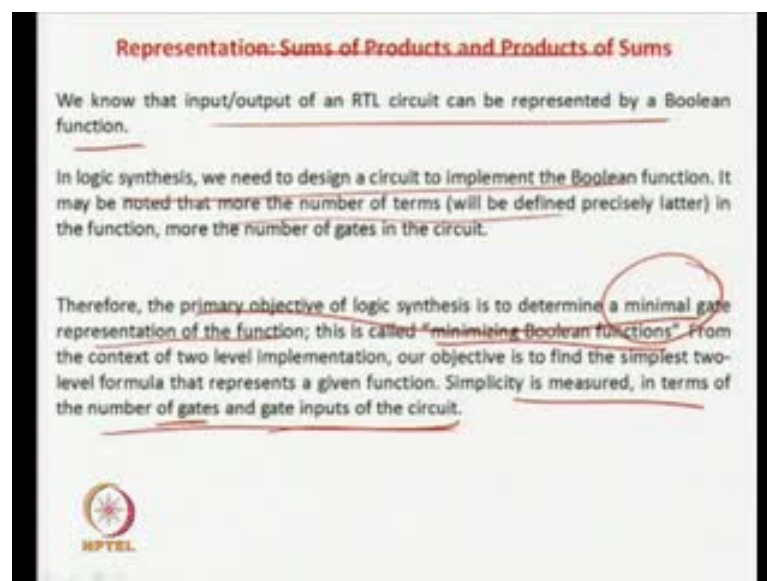 Representation: Sums of Products and Products of Sums
We know that input/output of an RTL circuit can be represented by a Boolean
function.
In logic synthesis, we need to design a circuit to implement the Boolean function. It
may be noted that more the number of terms (will be defined precisely latter) in
the function, more the number of gates in the circuit.
Therefore, the primary objective of logic synthesis is to determine a minimal gate
representation of the function; this is called "minimizing Boolean functions". From
the context of two level implementation, our objective is to find the simplest two-
level formula that represents a given function. Simplicity is measured, in terms of
the number of gates and gate inputs of the circuit.
NPTEL